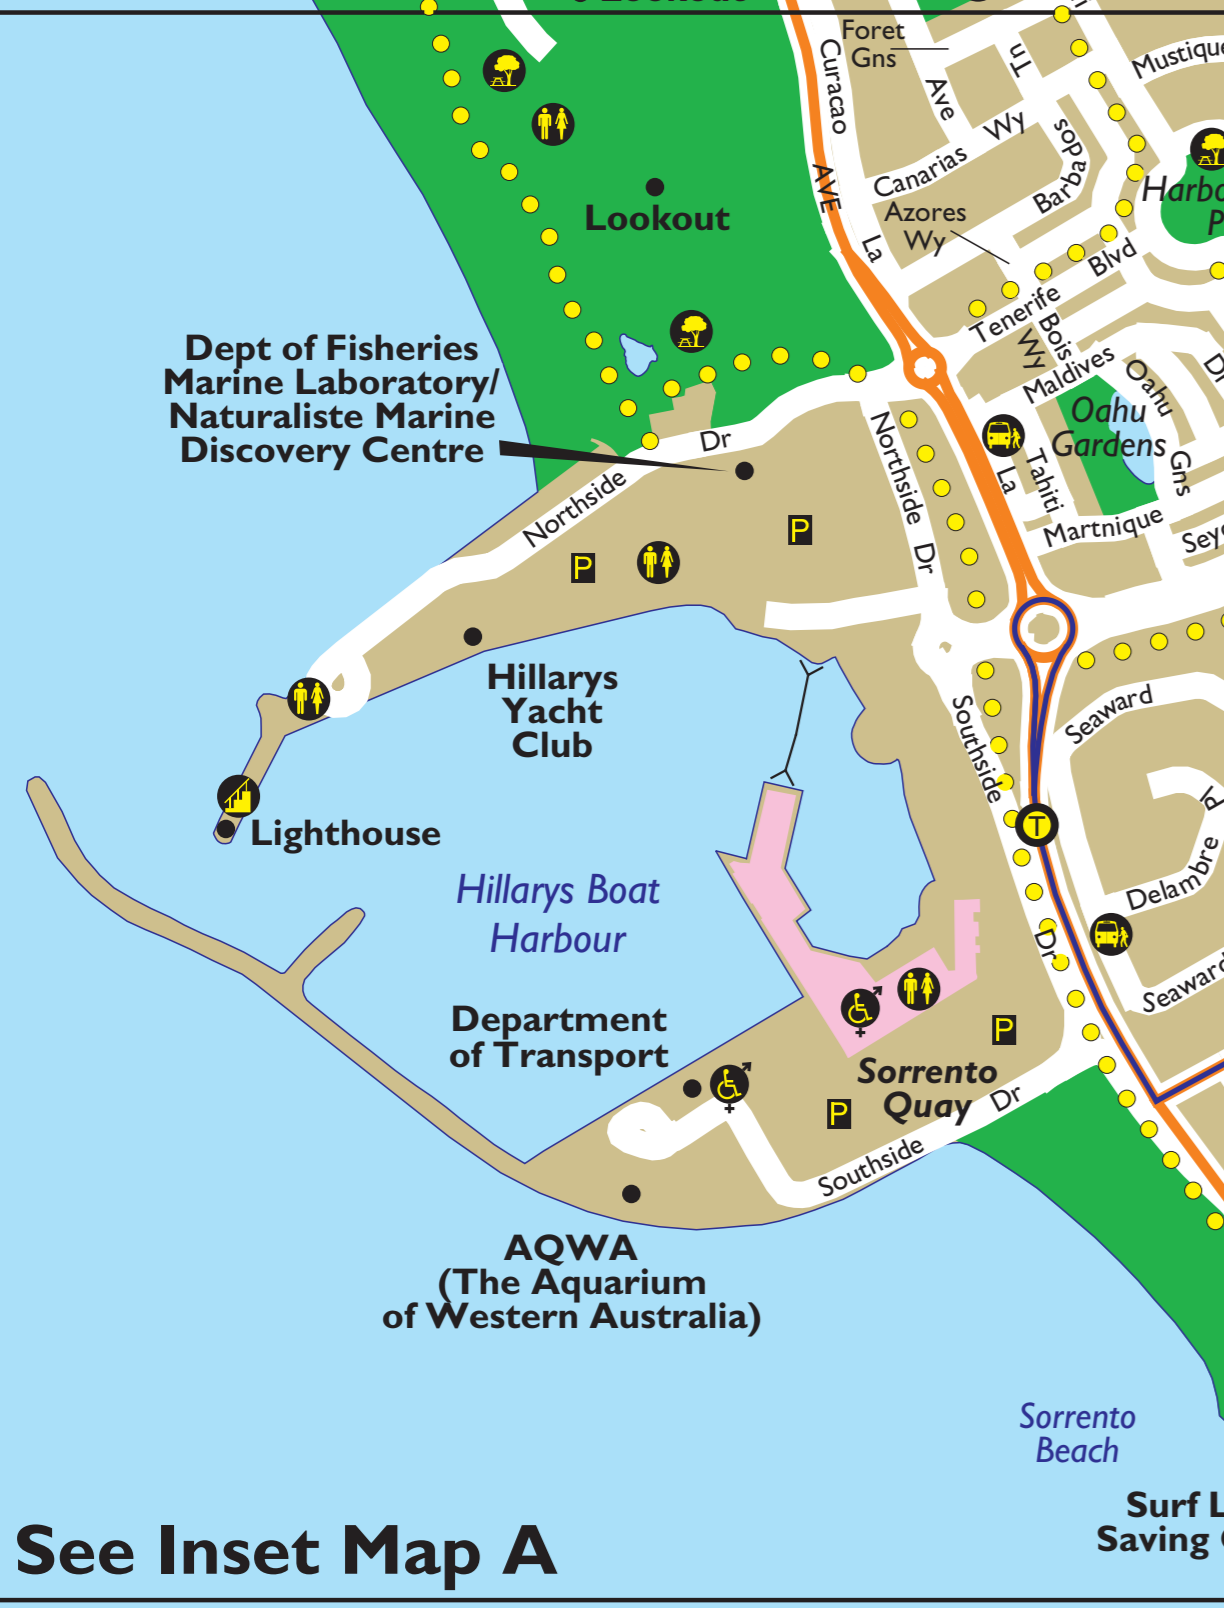 Lookout
Foret
Gns
Curacao
AVE
La
Ave
Tn
Mustique
Canarias
Wy
Barba
dos
Azores
Wy
Tenerife
Blvd
Bois
Wy
Maldives
Oahu
Gns
Oahu
Gardens
Tahiti
La
Martnique
Dept of Fisheries
Marine Laboratory/
Naturaliste Marine
Discovery Centre
Northside
Dr
Northside Dr
P
P
Hillarys
Yacht
Club
Lighthouse
Hillarys Boat
Harbour
Southside
Dr
Seaward
T
Delambre
Pl
Seaward
Department
of Transport
Sorrento
Quay
P
P
Southside
Dr
AQWA
(The Aquarium
of Western Australia)
Sorrento
Beach
Surf
Saving
See Inset Map A